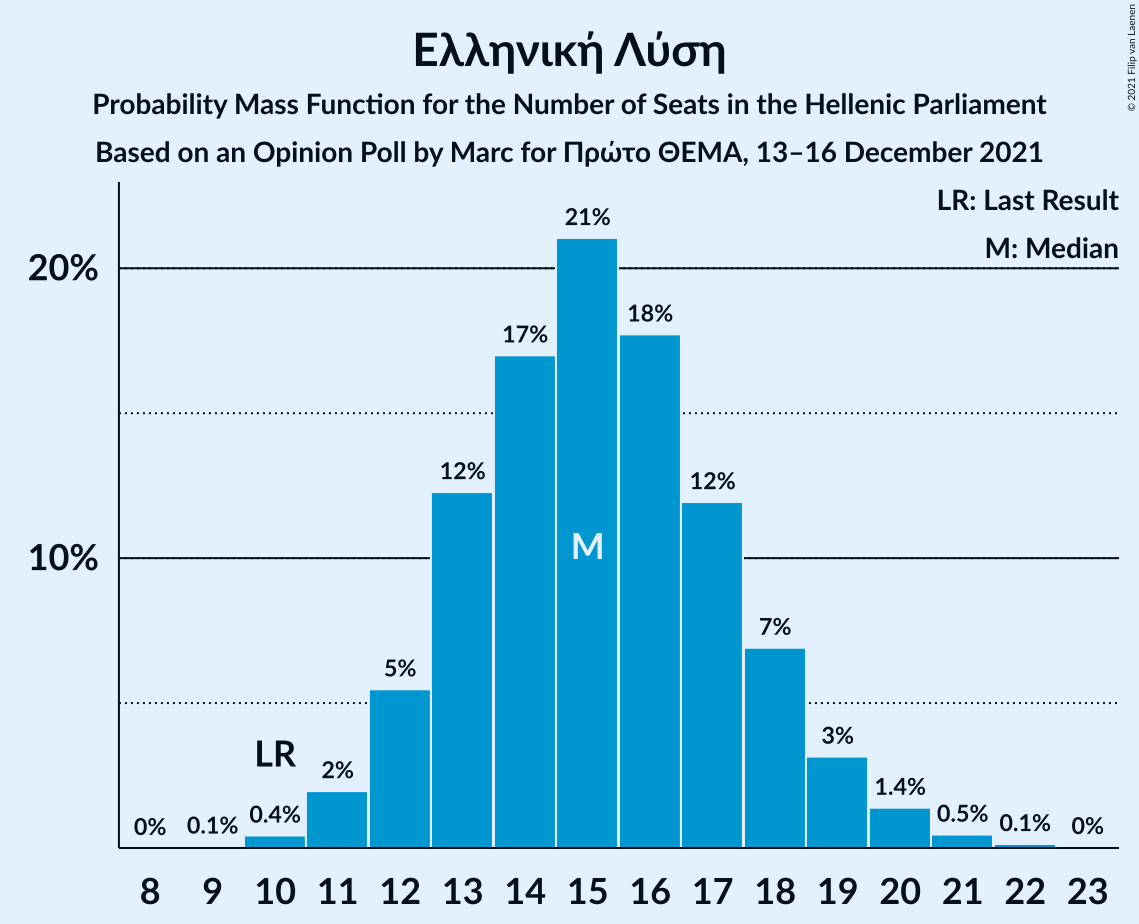 Ελληνική Λύση
Probability Mass Function for the Number of Seats in the Hellenic Parliament
Based on an Opinion Poll by Marc for Πρώτο ΘΕΜΑ, 13–16 December 2021
© 2021 Filip van Laenen
LR: Last Result
M: Median
20%
10%
0%
0.1%
0.4%
2%
5%
12%
17%
21%
18%
12%
7%
3%
1.4%
0.5%
0.1%
0%
LR
M
8 9 10 11 12 13 14 15 16 17 18 19 20 21 22 23